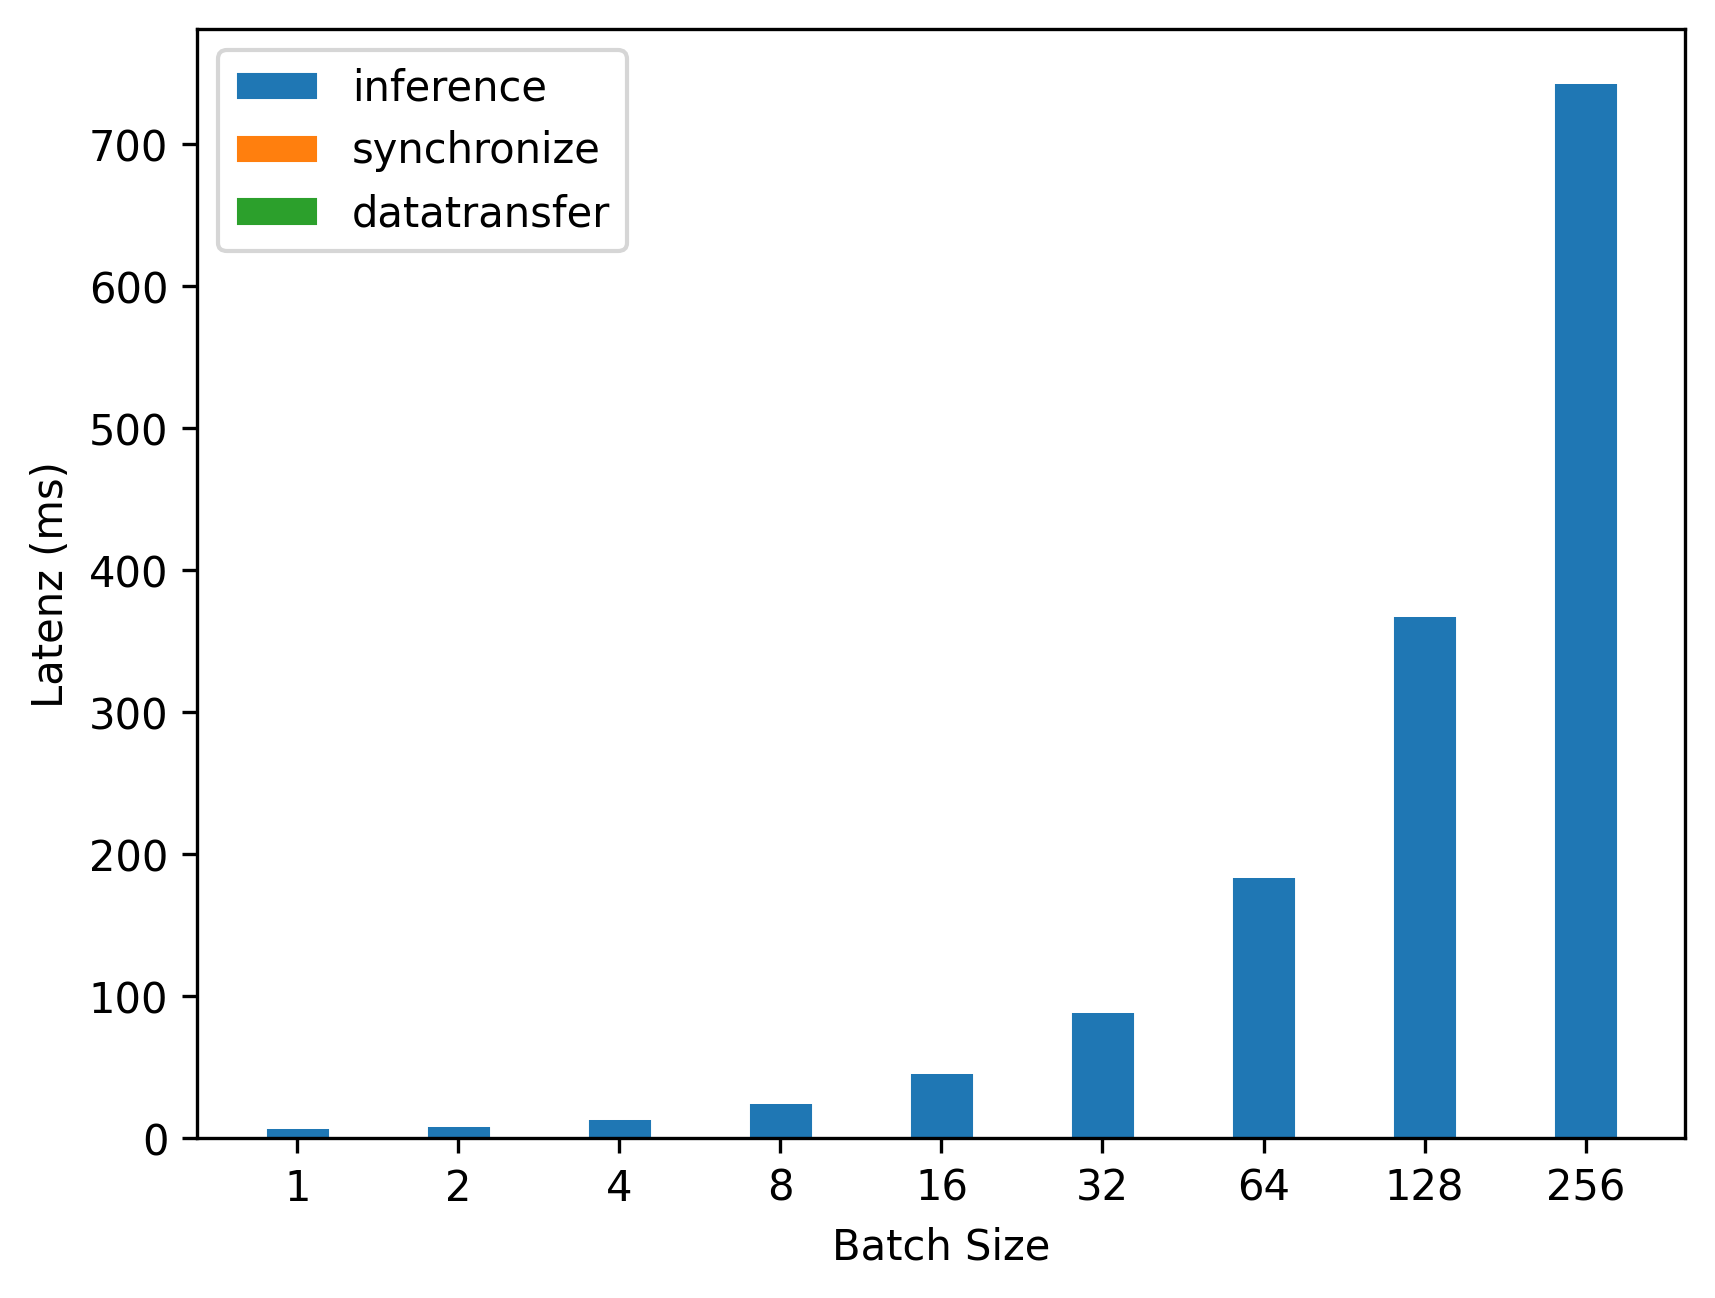 inference
synchronize
datatransfer
700
600
500
400
300
200
100
0
Latenz (ms)
1 2 4 8 16 32 64 128 256
Batch Size